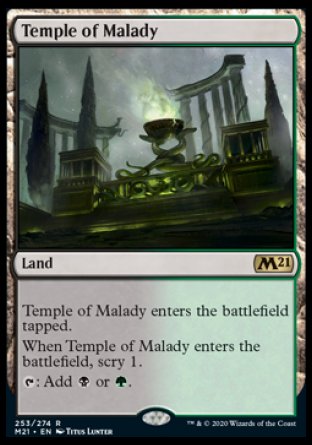 Temple of Malady
Land
M21
Temple of Malady enters the battlefield
tapped.
When Temple of Malady enters the
battlefield, scry 1.
: Add or .
253/274 R
M21 • EN Titus Lunter
™ & © 2020 Wizards of the Coast